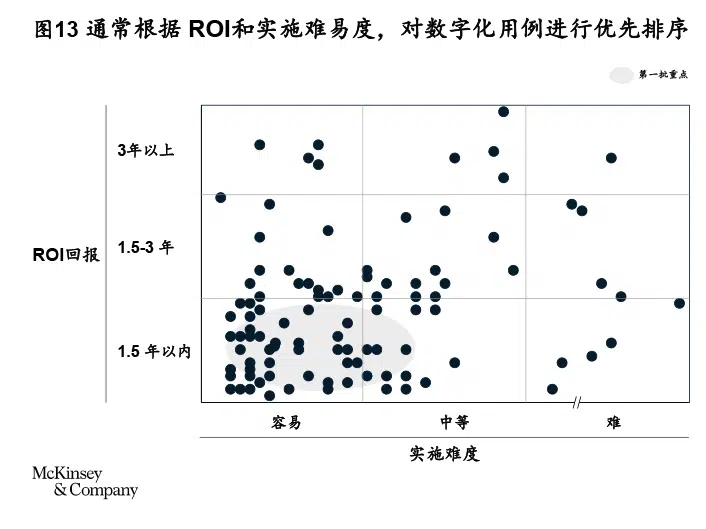 图13 通常根据 ROI和实施难易度，对数字化用例进行优先排序
第一批重点
3年以上
ROI回报
1.5-3 年
1.5 年以内
容易
中等
难
实施难度
McKinsey
& Company